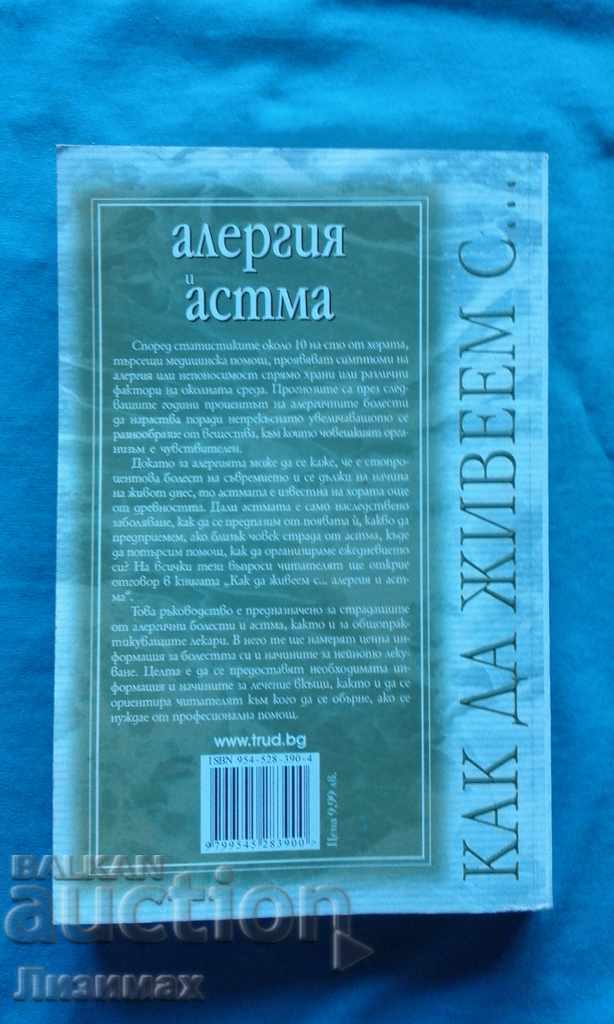 алергия
и
астма
Според статистиките около 10 на сто от хората,
търсещи медицинска помощ, проявяват симптоми на
алергия или непоносимост спрямо храни или различни
фактори на околната среда. Прогнозите са през след-
ващите години процентът на алергичните болести
да нараства поради непрекъснато увеличаващото се
разнообразие от вещества, към които човешкият орга-
низъм е чувствителен.
Докато за алергията може да се каже, че е стопро-
центова болест на съвремието и се дължи на начина
на живот днес, то астмата е известна на хората още
от древността. Дали астмата е само наследствено
заболяване, как да се предпазим от появата ѝ, какво да
предприемем, ако близък човек страда от астма, къде
да потърсим помощ, как да организираме ежедневието
си? На всички тези въпроси читателят ще открие
отговор в книгата „Как да живеем с... алергия и аст-
ма“.
Това ръководство е предназначено за страдащите
от алергични болести и астма, както и за общопрак-
тикуващите лекари. В него те ще намерят ценна ин-
формация за болестта си и начините за нейното леку-
ване. Целта е да се предоставят необходимата ин-
формация и начините за лечение вкъщи, както и да се
ориентира читателят към кого да се обърне, ако се
нуждае от професионална помощ.
www.trud.bg
ISBN 954-528-390-4
9 799545 283900 >
Цена 9,99 лв.
КАК ДА ЖИВЕЕМ С...
BALKAN
auction
Лизимах